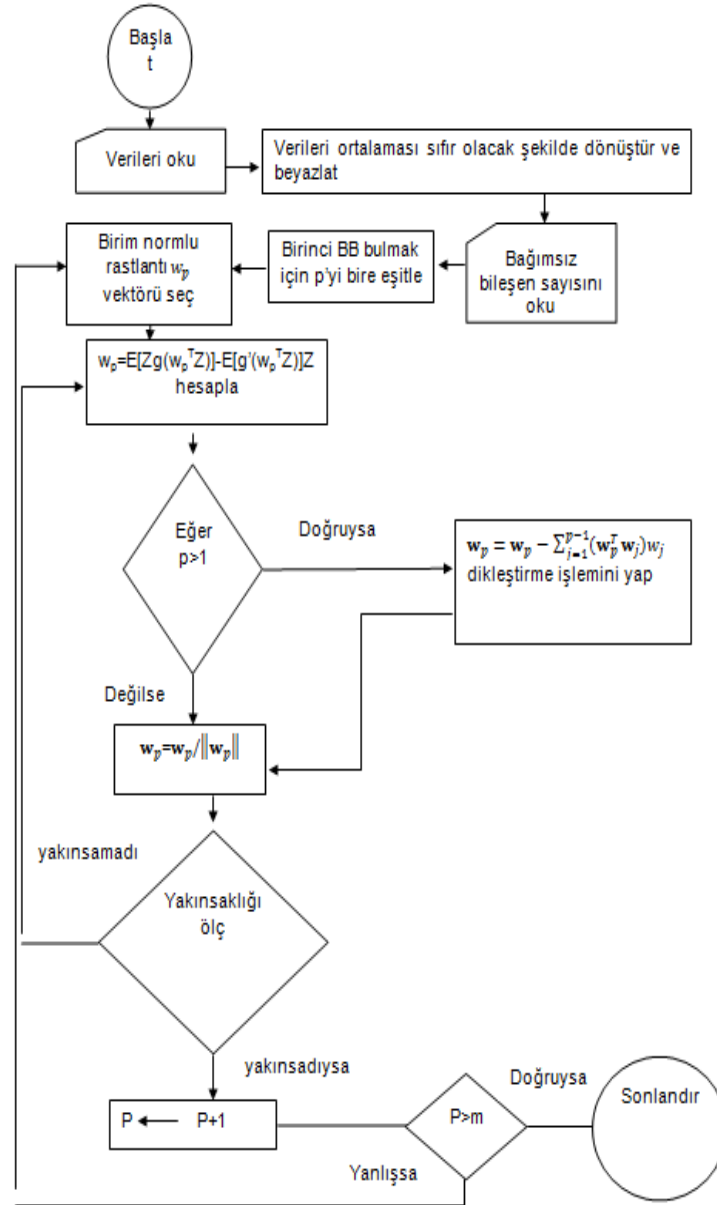 Başla
t
Verileri oku
Verileri ortalaması sıfır olacak şekilde dönüştür ve
beyazlat
Birim normlu
rastlantı w_p
vektörü seç
Birinci BB bulmak
için p'yi bire eşitle
Bağımsız
bileşen sayısını
oku
w_p=E[Zg(w_p^TZ)]-E[g'(w_p^TZ)]Z
hesapla
Eğer
p>1
Doğruysa
𝐰_p = 𝐰_p − ∑_{j=1}^{p−1}(𝐰_p^T 𝐰_j)w_j
dikleştirme işlemini yap
Değilse
𝐰_p=𝐰_p/‖𝐰_p‖
yakınsamadı
Yakınsaklığı
ölç
yakınsadıysa
P ← P+1
P>m
Doğruysa
Sonlandır
Yanlışsa